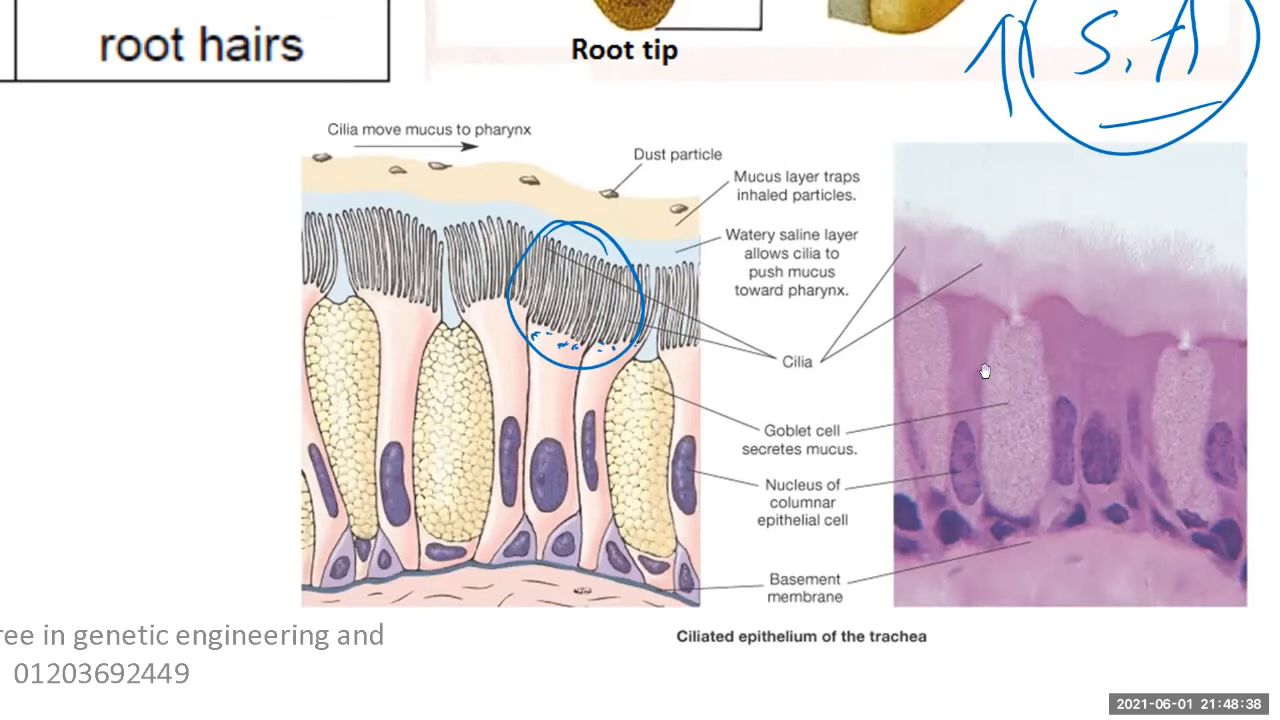 root hairs
Root tip
S.A
Cilia move mucus to pharynx
Dust particle
Mucus layer traps
inhaled particles.
Watery saline layer
allows cilia to
push mucus
toward pharynx.
Cilia
Goblet cell
secretes mucus.
Nucleus of
columnar
epithelial cell
Basement
membrane
Ciliated epithelium of the trachea
ree in genetic engineering and
01203692449
2021-06-01 21:48:38